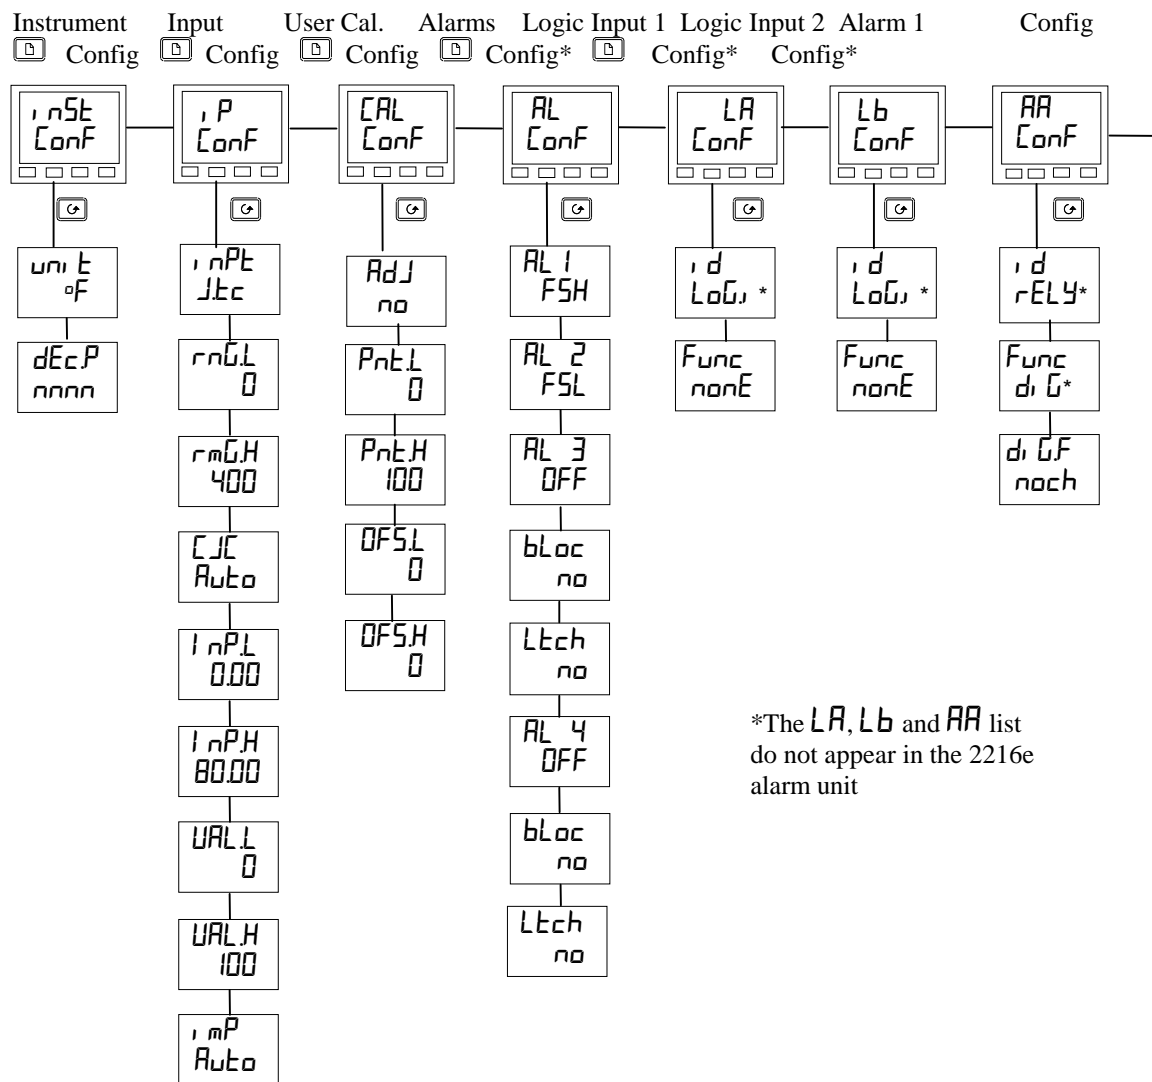 Instrument Input User Cal. Alarms Logic Input 1 Logic Input 2 Alarm 1 Config
Config Config Config Config* Config* Config*
inSt
ConF
iP
ConF
CAL
ConF
AL
ConF
LA
ConF
Lb
ConF
AA
ConF
unit
°F
dEc.P
nnnn
inPt
J.tc
rnG.L
0
rmG.H
400
CJC
Auto
InP.L
0.00
InP.H
80.00
VAL.L
0
VAL.H
100
imP
Auto
AdJ
no
Pnt.L
0
Pnt.H
100
OFS.L
0
OFS.H
0
AL 1
FSH
AL 2
FSL
AL 3
OFF
bLoc
no
Ltch
no
AL 4
OFF
bLoc
no
Ltch
no
id
LoG.i *
Func
nonE
id
LoG.i *
Func
nonE
id
rELY*
Func
diG*
diG.F
noch
*The LA, Lb and AA list
do not appear in the 2216e
alarm unit